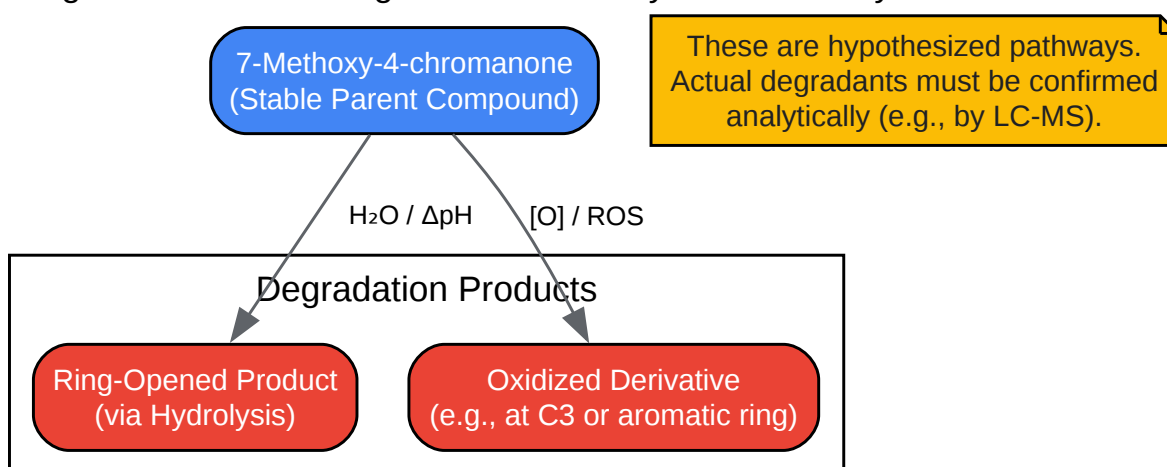 7-Methoxy-4-chromanone
(Stable Parent Compound)
These are hypothesized pathways.
Actual degradants must be confirmed
analytically (e.g., by LC-MS).
H₂O / ΔpH
[O] / ROS
Degradation Products
Ring-Opened Product
(via Hydrolysis)
Oxidized Derivative
(e.g., at C3 or aromatic ring)